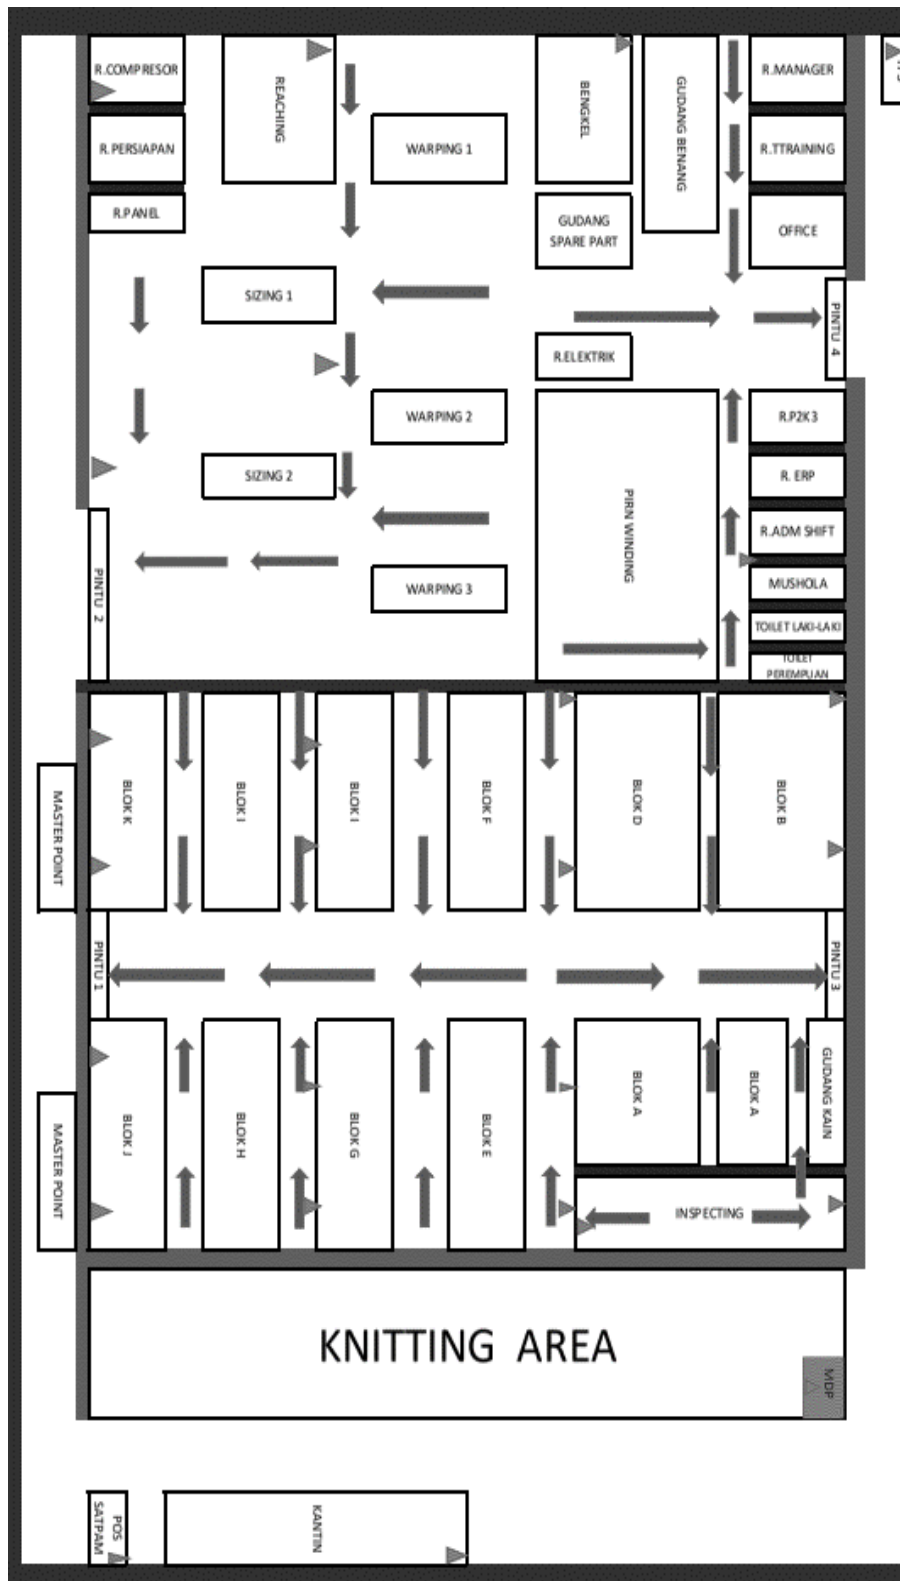 R.COMPRESOR
REACHING
BENGKEL
GUDANG BENANG
R.MANAGER
R.PERSIAPAN
WARPING 1
R.TTRAINING
R.PANEL
GUDANG
SPARE PART
OFFICE
SIZING 1
PINTU 4
R.ELEKTRIK
WARPING 2
R.P2K3
SIZING 2
PIRN WINDING
R. ERP
R.ADM SHIFT
PINTU 2
WARPING 3
MUSHOLA
TOILET LAKI-LAKI
TOILET
PEREMPUAN
MASTER POINT
BLOK K
BLOK I
BLOK I
BLOK F
BLOK D
BLOK B
PINTU 1
PINTU 3
MASTER POINT
BLOK J
BLOK H
BLOK G
BLOK E
BLOK A
BLOK A
GUDANG KAIN
INSPECTING
KNITTING AREA
MDP
POS
SATPAM
KANTIN